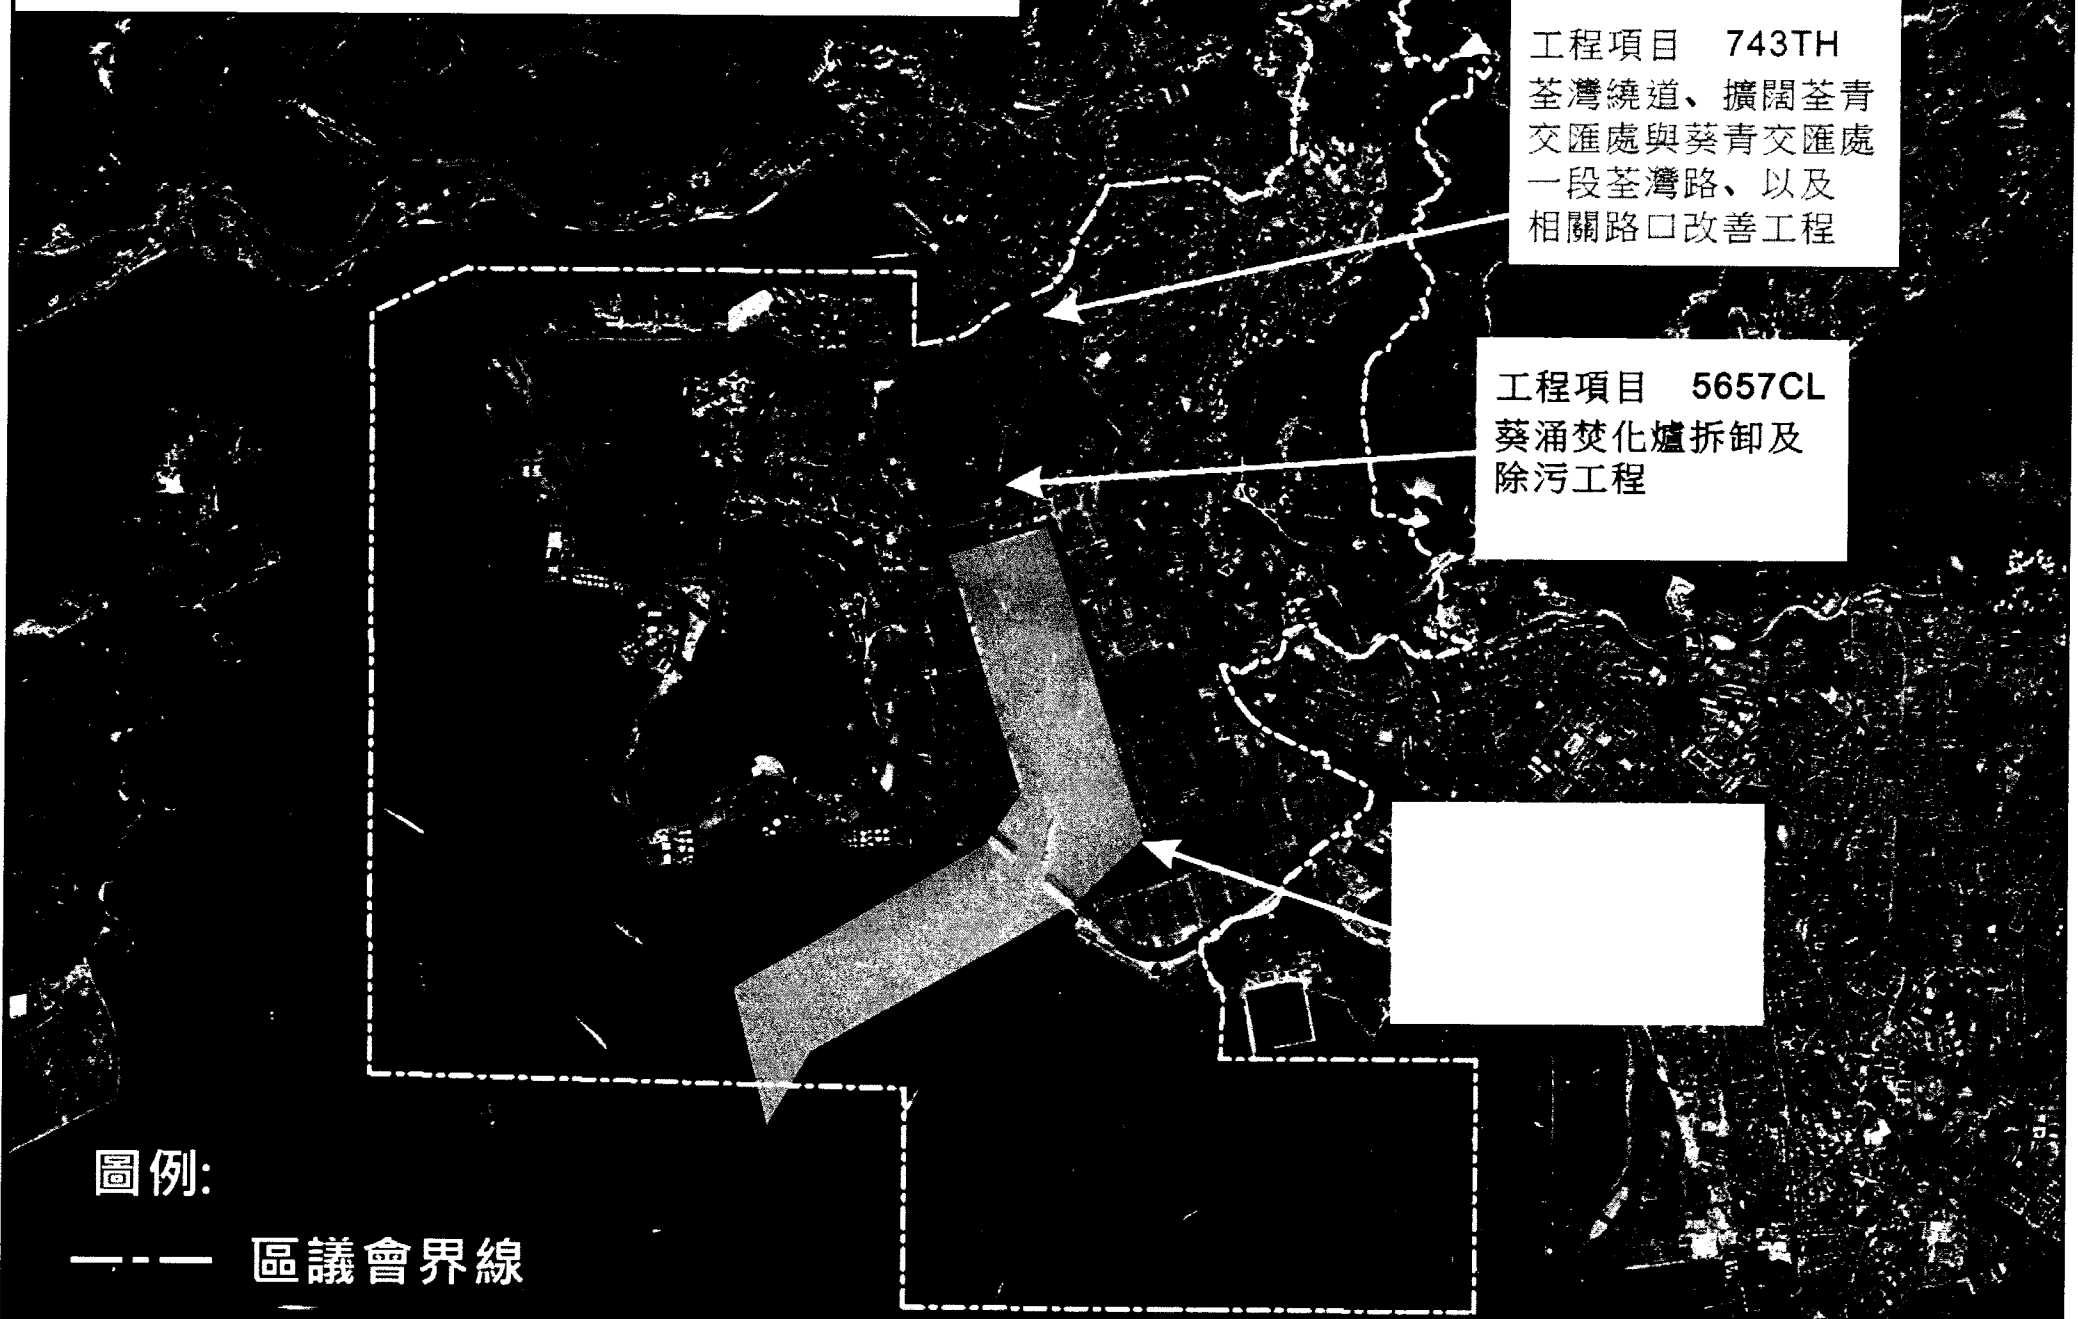 工程項目 743TH
荃灣繞道、擴闊荃青
交匯處與葵青交匯處
一段荃灣路、以及
相關路口改善工程
工程項目 5657CL
葵涌焚化爐拆卸及
除污工程
圖例:
區議會界線